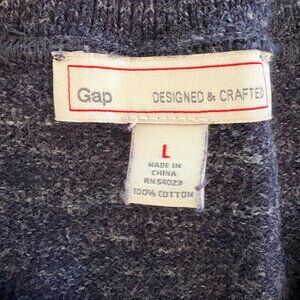 Gap DESIGNED & CRAFTED
L
MADE IN
CHINA
RN54023
100% COTTON